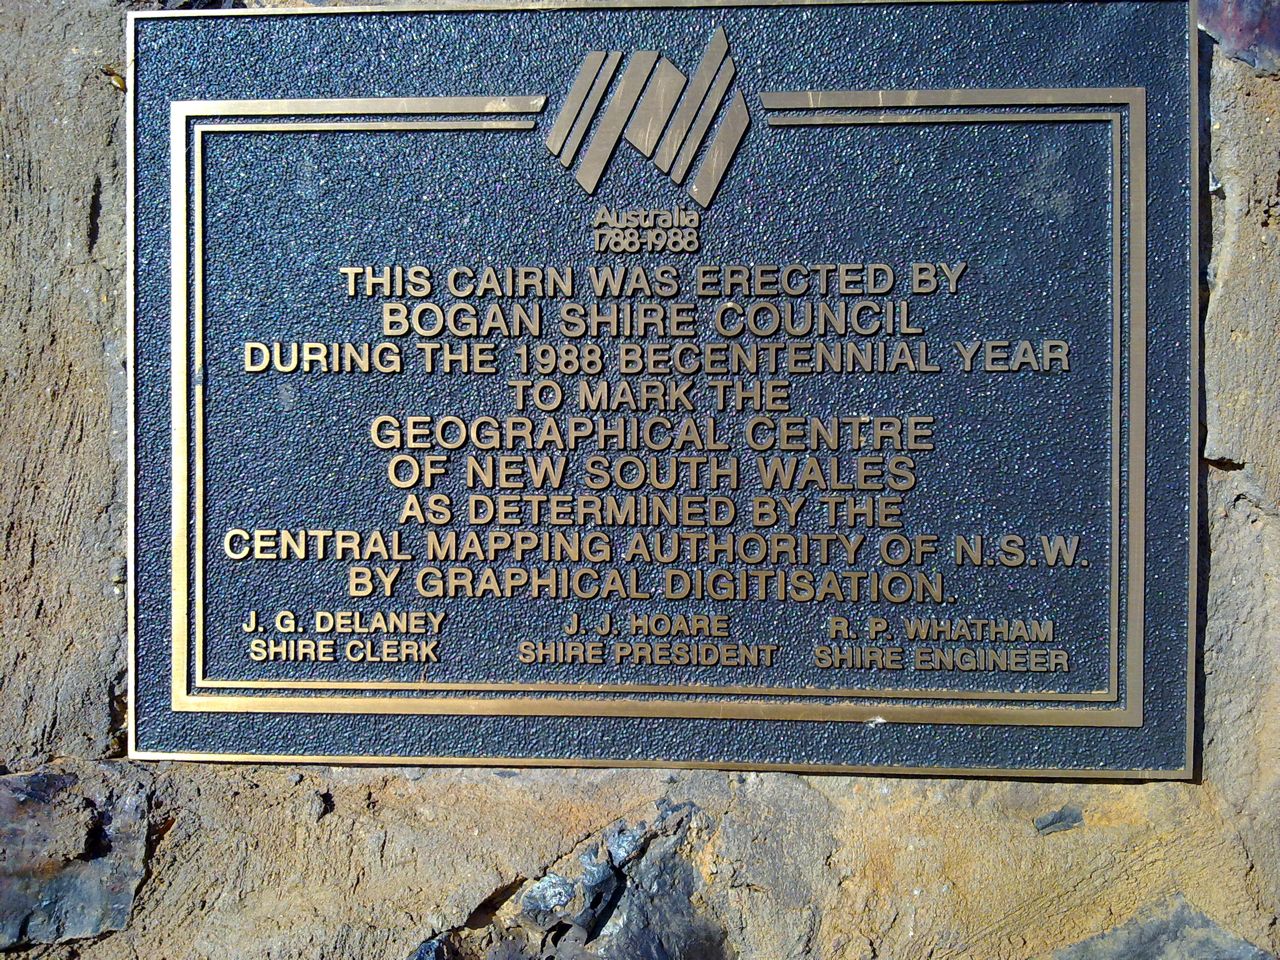 Australia
1788-1988
THIS CAIRN WAS ERECTED BY
BOGAN SHIRE COUNCIL
DURING THE 1988 BECENTENNIAL YEAR
TO MARK THE
GEOGRAPHICAL CENTRE
OF NEW SOUTH WALES
AS DETERMINED BY THE
CENTRAL MAPPING AUTHORITY OF N.S.W.
BY GRAPHICAL DIGITISATION.
J. G. DELANEY J. J. HOARE R. P. WHATHAM
SHIRE CLERK SHIRE PRESIDENT SHIRE ENGINEER